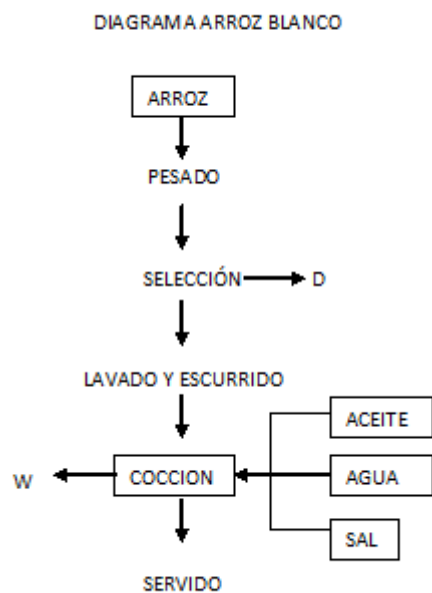 DIAGRAMA ARROZ BLANCO
ARROZ
PESADO
SELECCIÓN
D
LAVADO Y ESCURRIDO
ACEITE
W
COCCION
AGUA
SAL
SERVIDO